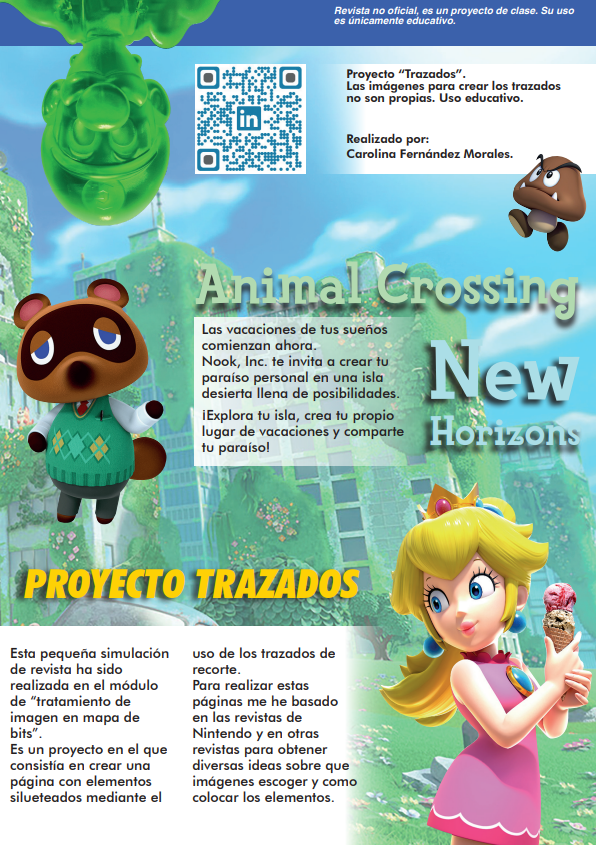 Revista no oficial, es un proyecto de clase. Su uso
es únicamente educativo.
in
Proyecto “Trazados”.
Las imágenes para crear los trazados
no son propias. Uso educativo.
Realizado por:
Carolina Fernández Morales.
Animal Crossing
New
Horizons
Las vacaciones de tus sueños
comienzan ahora.
Nook, Inc. te invita a crear tu
paraíso personal en una isla
desierta llena de posibilidades.
¡Explora tu isla, crea tu propio
lugar de vacaciones y comparte
tu paraíso!
PROYECTO TRAZADOS
Esta pequeña simulación
de revista ha sido
realizada en el módulo
de “tratamiento de
imagen en mapa de
bits”.
Es un proyecto en el que
consistía en crear una
página con elementos
silueteados mediante el
uso de los trazados de
recorte.
Para realizar estas
páginas me he basado
en las revistas de
Nintendo y en otras
revistas para obtener
diversas ideas sobre que
imágenes escoger y como
colocar los elementos.